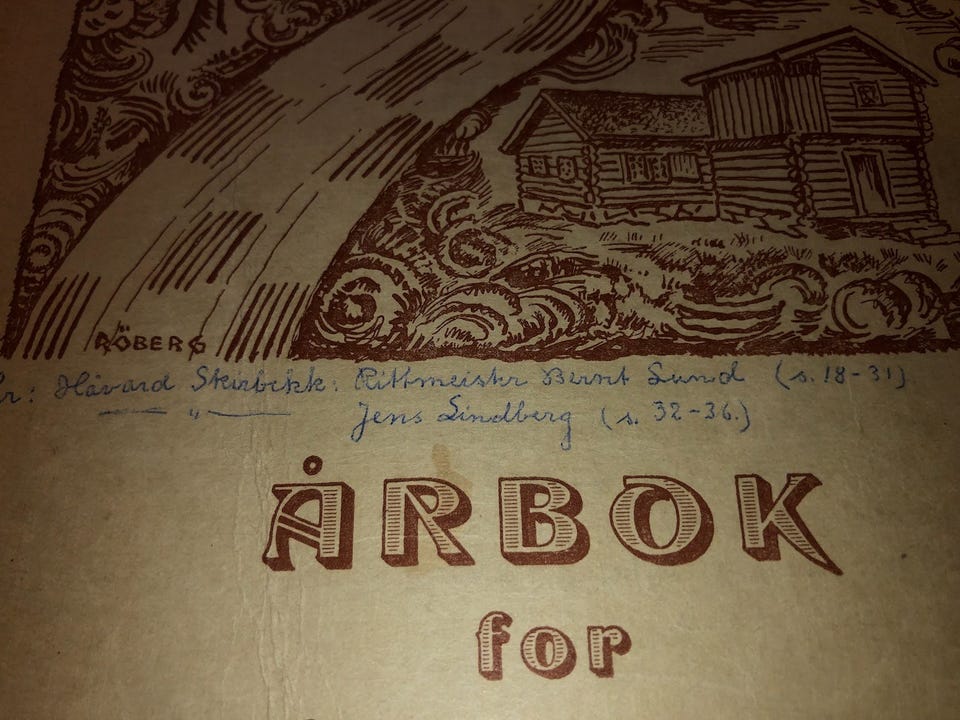 RÖBERG
r: Håvard Skirbekk: Rittmeister Bernt Lund (s. 18-31)
" Jens Lindberg (s. 32-36.)
ÅRBOK
for